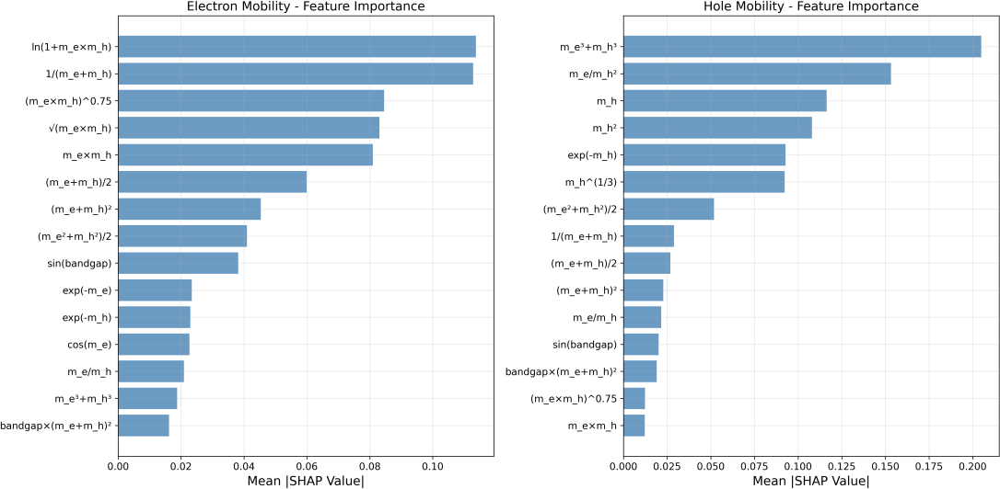 Electron Mobility - Feature Importance
ln(1+m_e×m_h)
1/(m_e+m_h)
(m_e×m_h)^0.75
√(m_e×m_h)
m_e×m_h
(m_e+m_h)/2
(m_e+m_h)²
(m_e²+m_h²)/2
sin(bandgap)
exp(-m_e)
exp(-m_h)
cos(m_e)
m_e/m_h
m_e³+m_h³
bandgap×(m_e+m_h)²
0.00 0.02 0.04 0.06 0.08 0.10
Mean |SHAP Value|
Hole Mobility - Feature Importance
m_e³+m_h³
m_e/m_h²
m_h
m_h²
exp(-m_h)
m_h^(1/3)
(m_e²+m_h²)/2
1/(m_e+m_h)
(m_e+m_h)/2
(m_e+m_h)²
m_e/m_h
sin(bandgap)
bandgap×(m_e+m_h)²
(m_e×m_h)^0.75
m_e×m_h
0.000 0.025 0.050 0.075 0.100 0.125 0.150 0.175 0.200
Mean |SHAP Value|